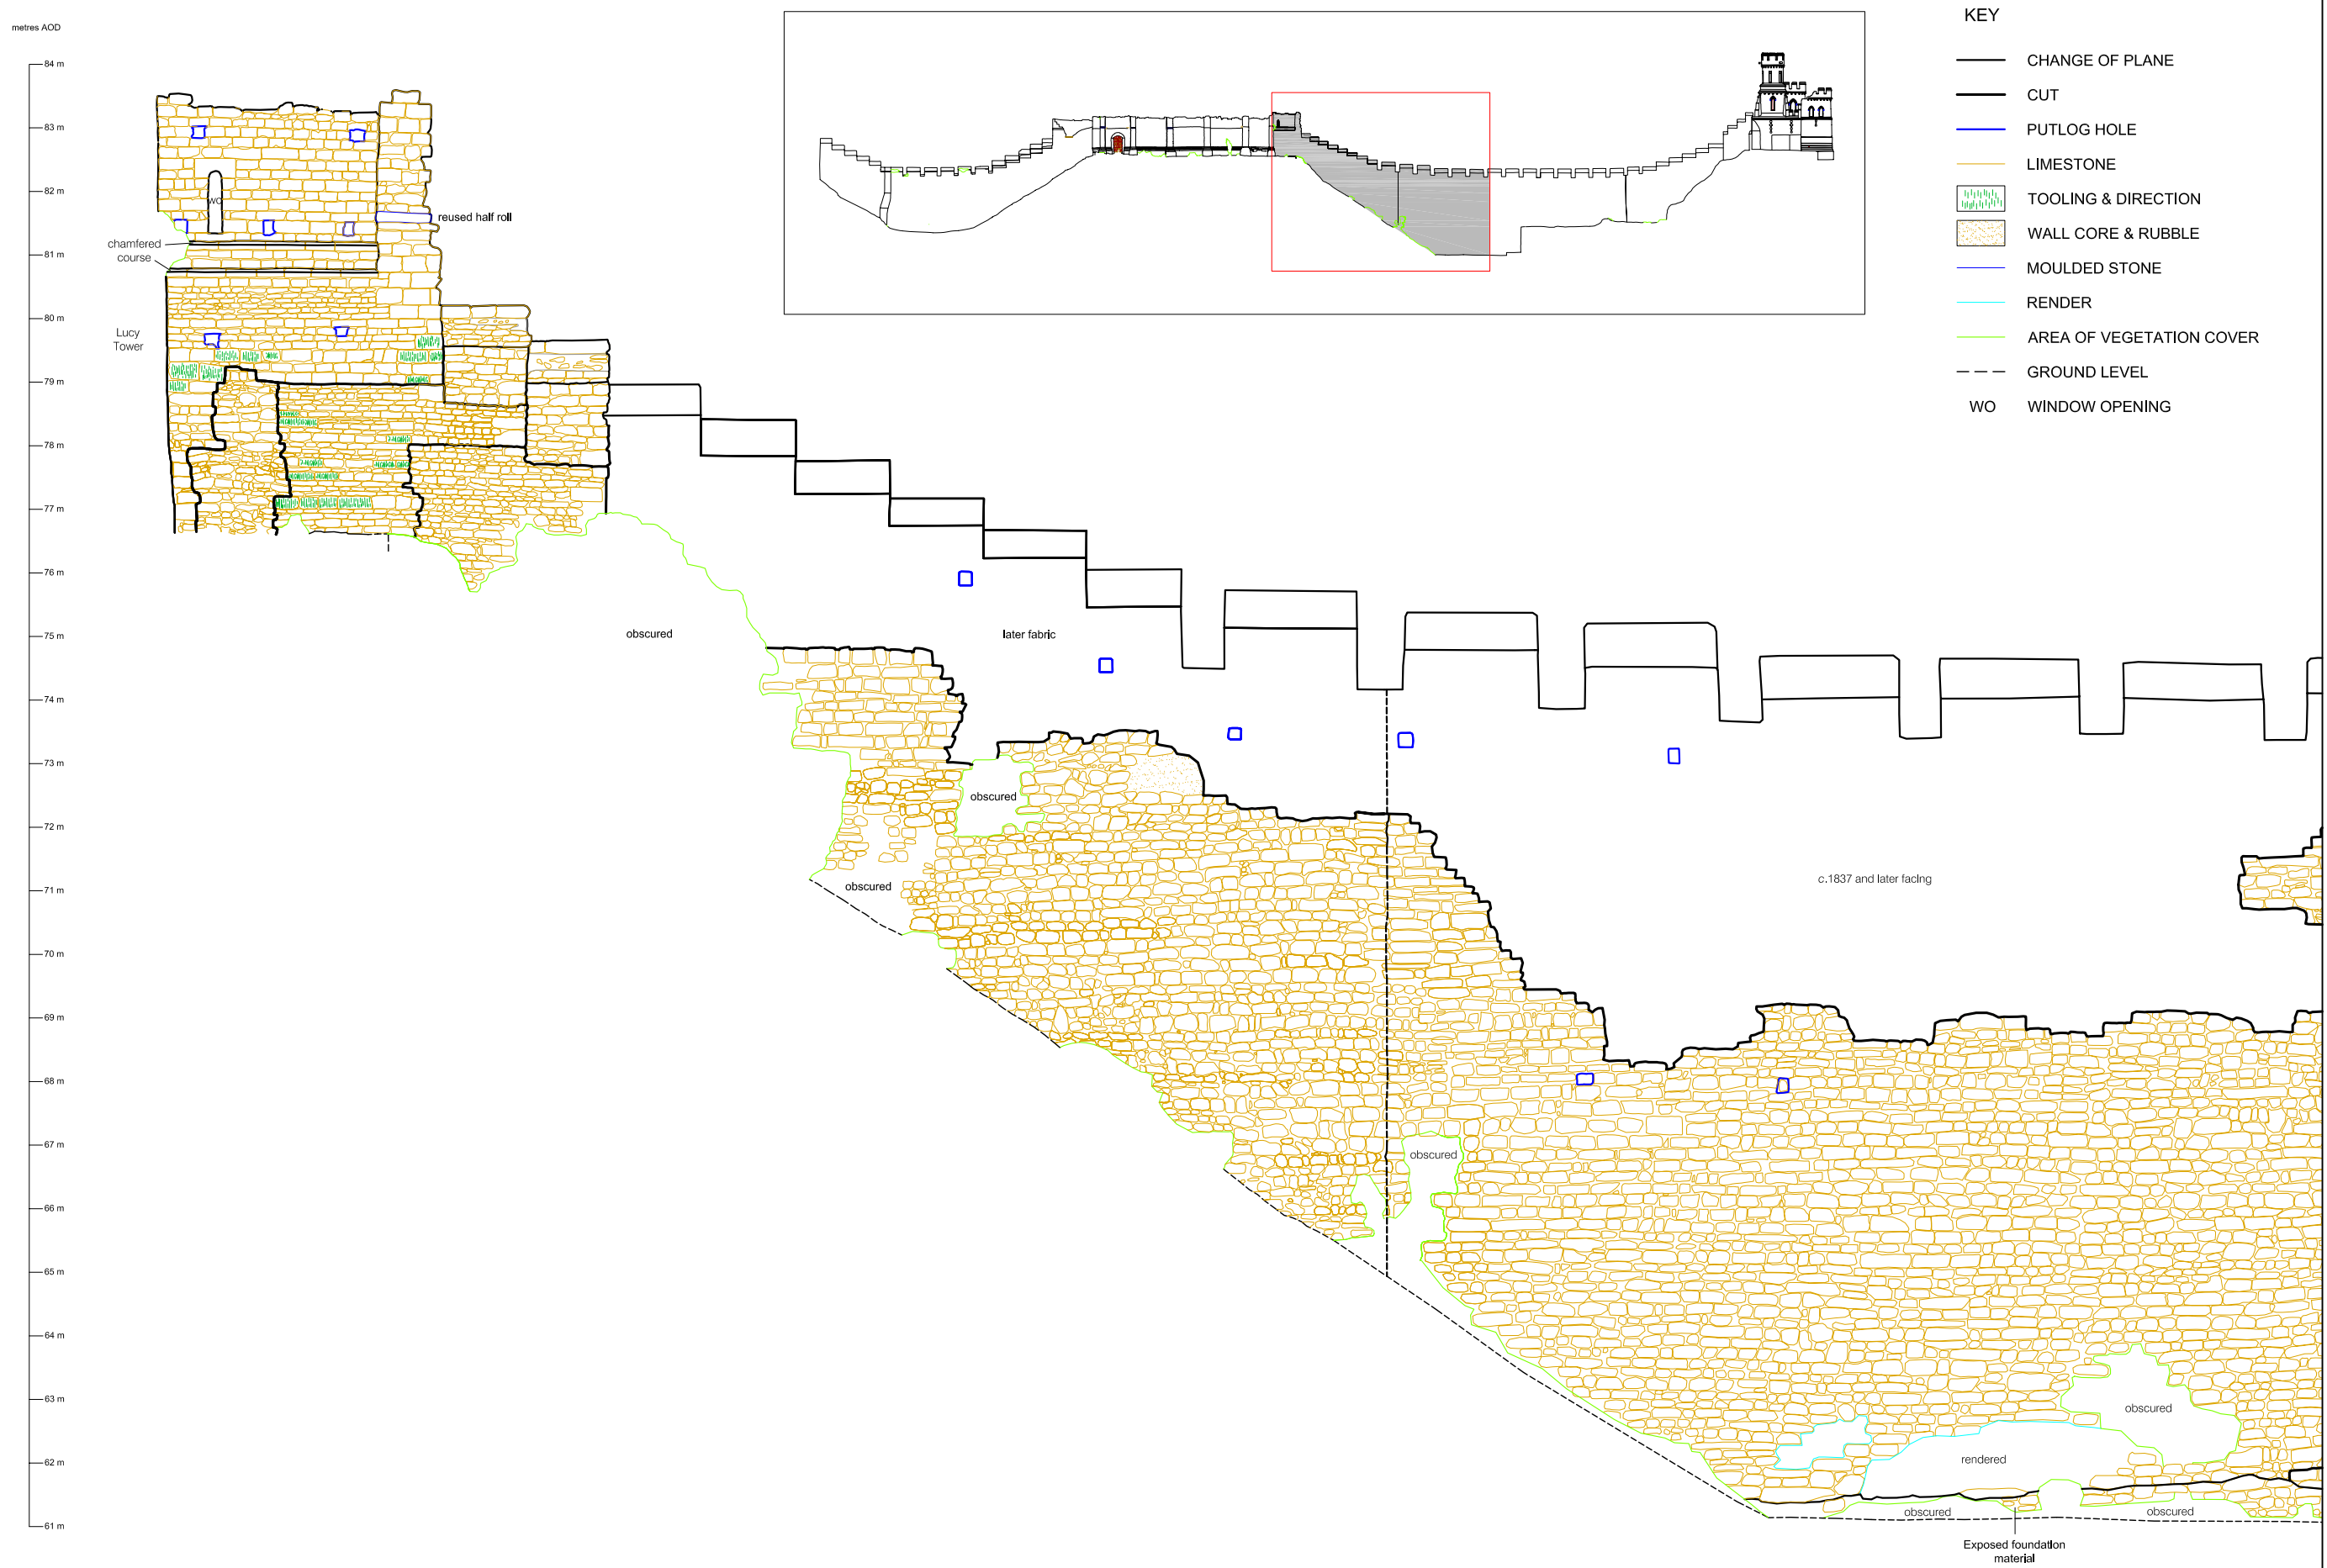 metres AOD
84 m
83 m
82 m
81 m
80 m
79 m
78 m
77 m
76 m
75 m
74 m
73 m
72 m
71 m
70 m
69 m
68 m
67 m
66 m
65 m
64 m
63 m
62 m
61 m
WO
reused half roll
chamfered
course
Lucy
Tower
obscured
later fabric
obscured
obscured
c.1837 and later facing
obscured
obscured
rendered
obscured
obscured
Exposed foundation
material
KEY
CHANGE OF PLANE
CUT
PUTLOG HOLE
LIMESTONE
TOOLING & DIRECTION
WALL CORE & RUBBLE
MOULDED STONE
RENDER
AREA OF VEGETATION COVER
GROUND LEVEL
WO WINDOW OPENING